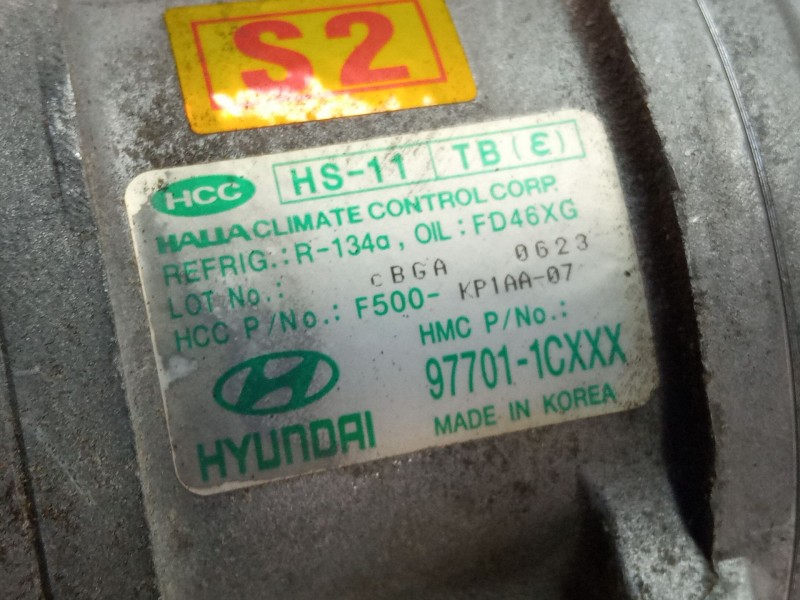 S2
HCC HS-11 TB(ε)
HALLA CLIMATE CONTROL CORP.
REFRIG.: R-134a, OIL: FD46XG
LOT No.: cBGA 0623
HCC P/No.: F500- KP1AA-07
HMC P/No.:
97701-1CXXX
HYUNDAI
MADE IN KOREA